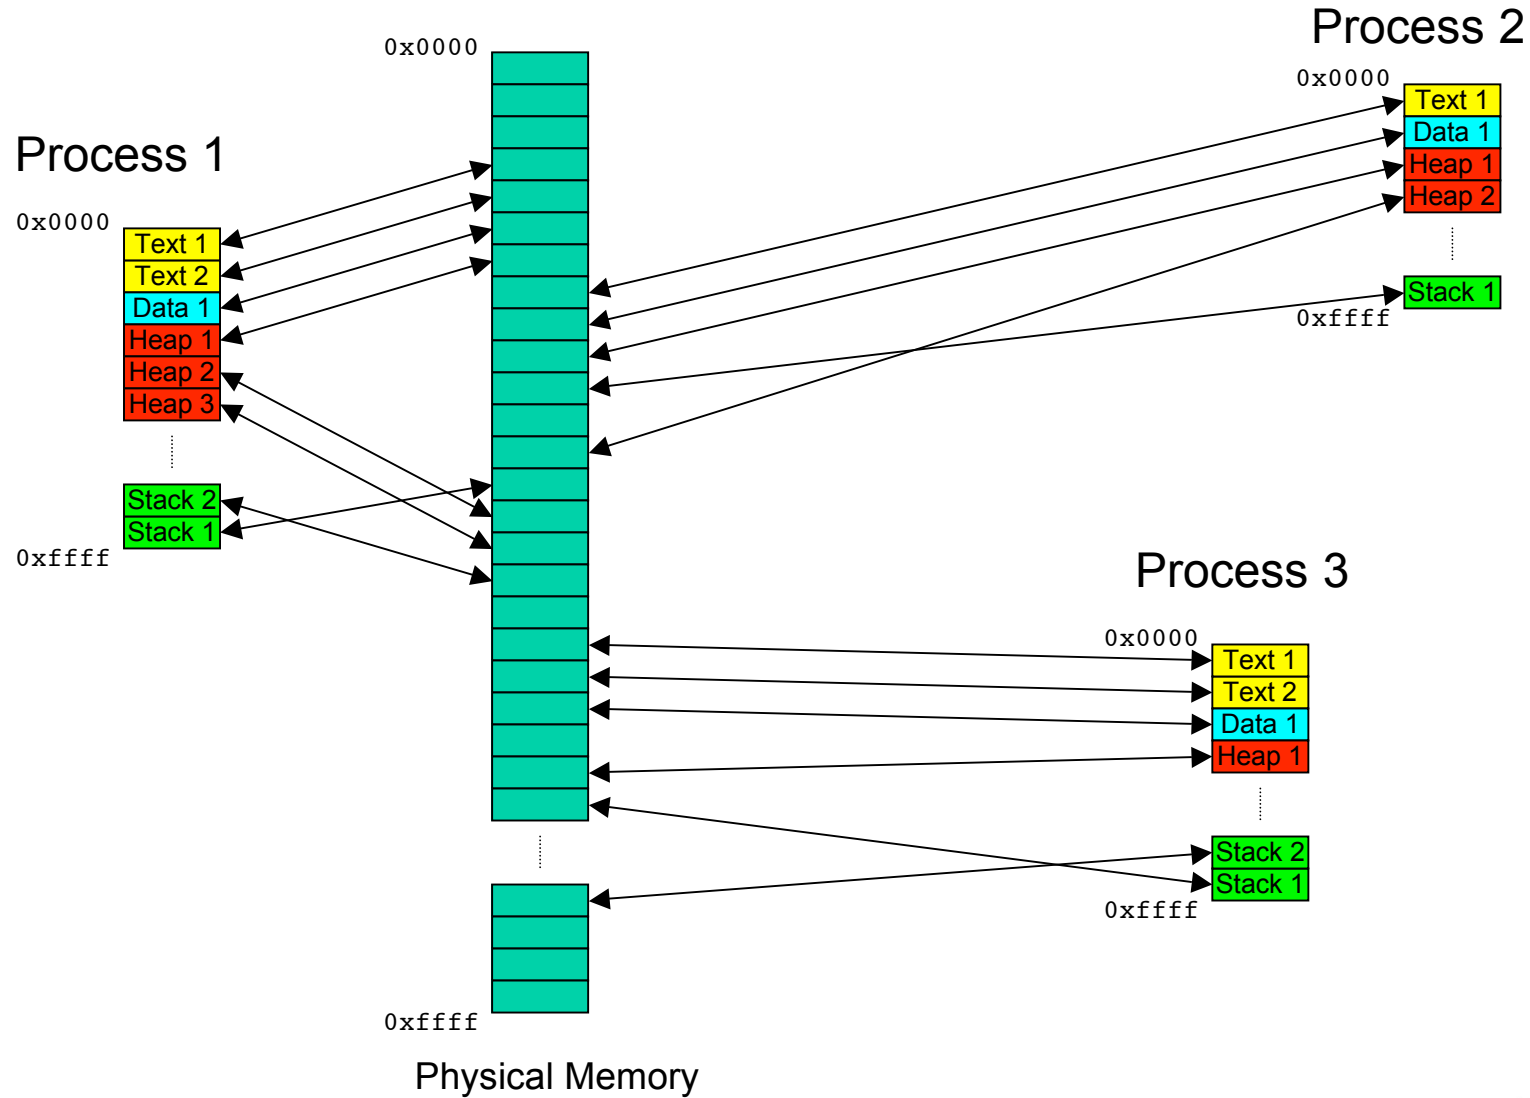 Process 1
0x0000
Text 1
Text 2
Data 1
Heap 1
Heap 2
Heap 3
Stack 2
Stack 1
0xffff
0x0000
0xffff
Physical Memory
Process 2
0x0000
Text 1
Data 1
Heap 1
Heap 2
Stack 1
0xffff
Process 3
0x0000
Text 1
Text 2
Data 1
Heap 1
Stack 2
Stack 1
0xffff